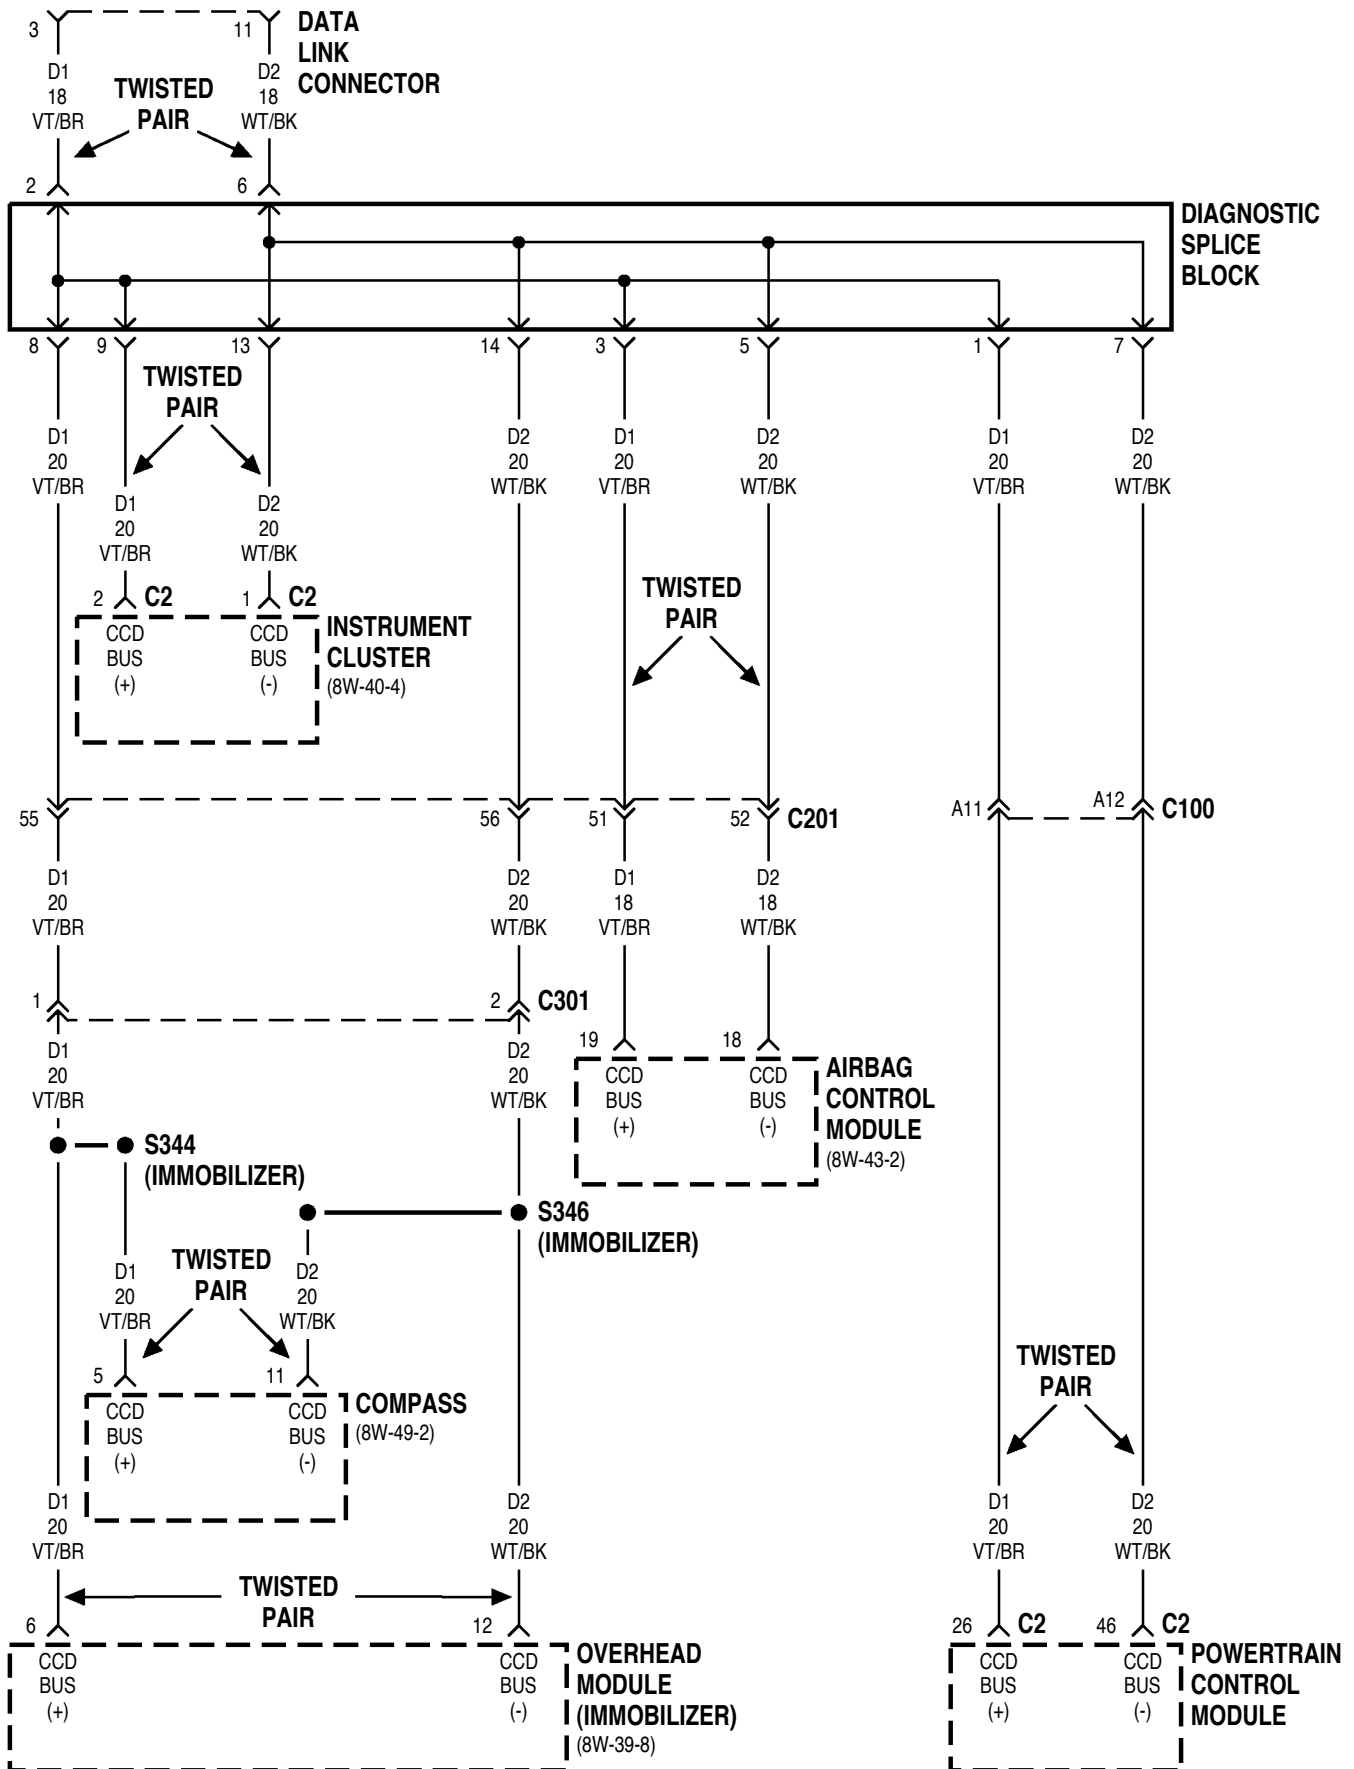 3
11
DATA
LINK
CONNECTOR
D1
18
VT/BR
D2
18
WT/BK
TWISTED
PAIR
2
6
DIAGNOSTIC
SPLICE
BLOCK
8
9
13
14
3
5
1
7
TWISTED
PAIR
D1
20
VT/BR
D1
20
VT/BR
D2
20
WT/BK
D2
20
WT/BK
D1
20
VT/BR
D2
20
WT/BK
D1
20
VT/BR
D2
20
WT/BK
2
C2
1
C2
CCD
BUS
(+)
CCD
BUS
(-)
INSTRUMENT
CLUSTER
(8W-40-4)
TWISTED
PAIR
55
56
51
52
C201
A11
A12
C100
D1
20
VT/BR
D2
20
WT/BK
D1
18
VT/BR
D2
18
WT/BK
1
2
C301
D1
20
VT/BR
D2
20
WT/BK
19
18
CCD
BUS
(+)
CCD
BUS
(-)
AIRBAG
CONTROL
MODULE
(8W-43-2)
S344
(IMMOBILIZER)
S346
(IMMOBILIZER)
TWISTED
PAIR
D1
20
VT/BR
D2
20
WT/BK
5
11
CCD
BUS
(+)
CCD
BUS
(-)
COMPASS
(8W-49-2)
TWISTED
PAIR
D1
20
VT/BR
D2
20
WT/BK
D1
20
VT/BR
D2
20
WT/BK
TWISTED
PAIR
6
12
CCD
BUS
(+)
CCD
BUS
(-)
OVERHEAD
MODULE
(IMMOBILIZER)
(8W-39-8)
26
C2
46
C2
CCD
BUS
(+)
CCD
BUS
(-)
POWERTRAIN
CONTROL
MODULE